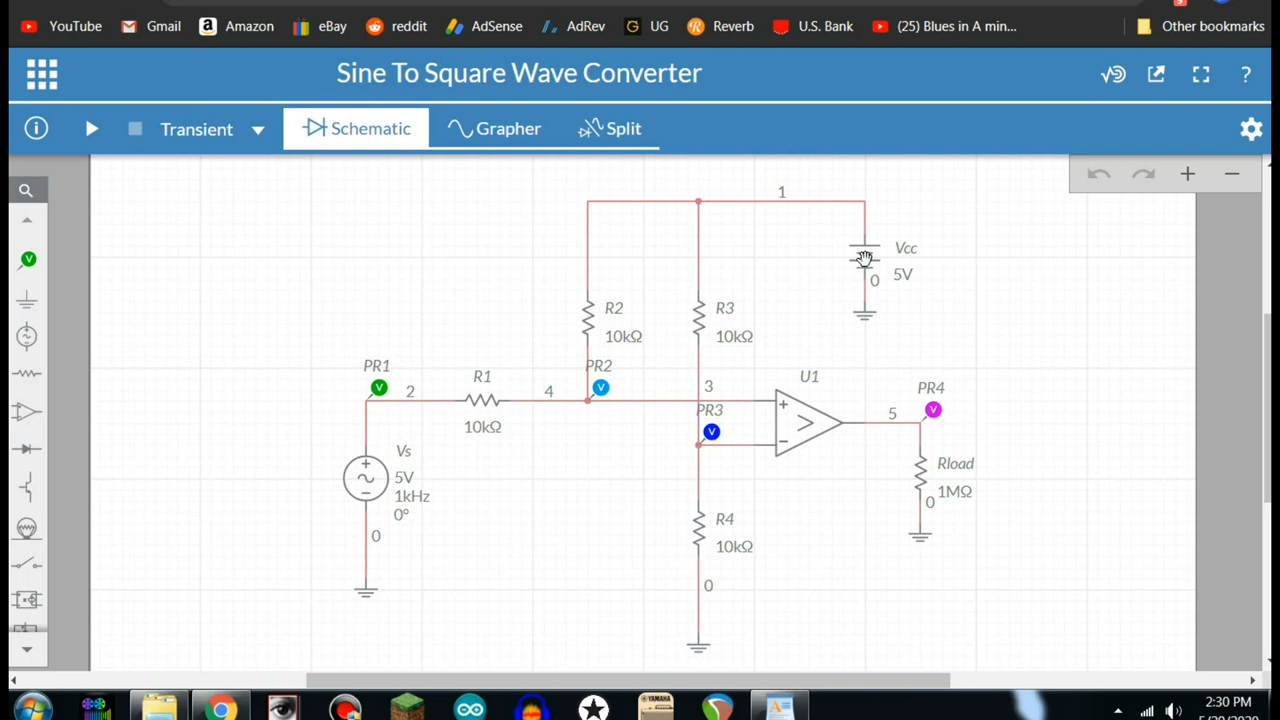 YouTube Gmail Amazon eBay reddit AdSense AdRev UG Reverb U.S. Bank (25) Blues in A min... Other bookmarks
Sine To Square Wave Converter
Transient Schematic Grapher Split
1
Vcc
5V
0
R2
10kΩ
R3
10kΩ
PR1
V
2
R1
10kΩ
4
PR2
V
3
PR3
V
U1
PR4
V
5
Vs
5V
1kHz
0°
0
Rload
1MΩ
0
R4
10kΩ
0
2:30 PM